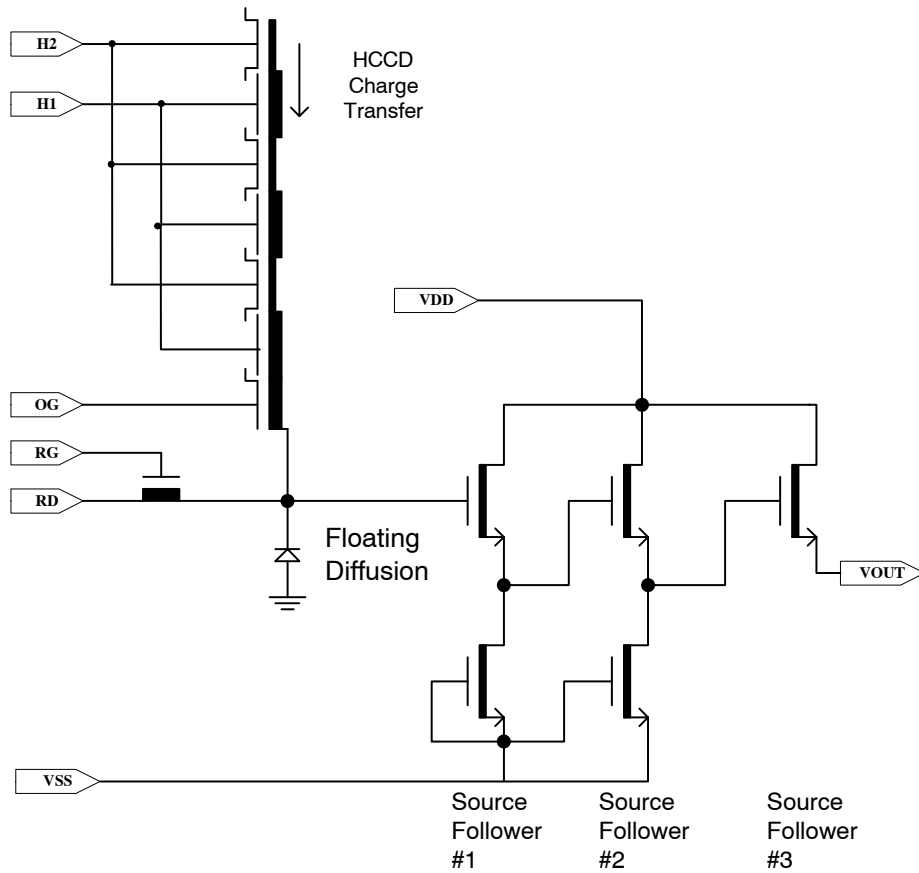 H2
H1
HCCD
Charge
Transfer
VDD
OG
RG
RD
Floating
Diffusion
VOUT
VSS
Source
Follower
#1
Source
Follower
#2
Source
Follower
#3